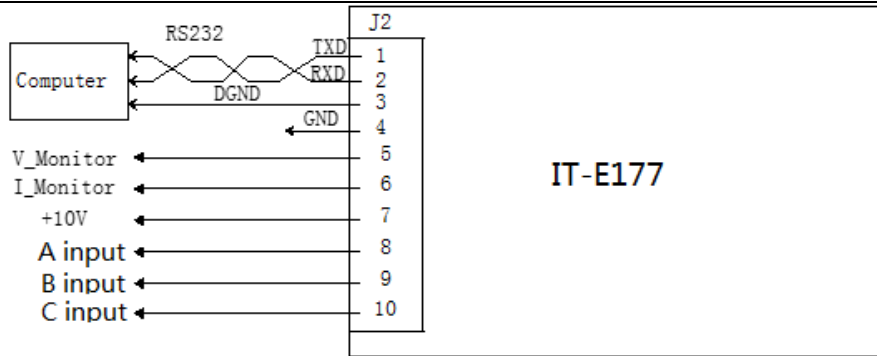 RS232
J2
TXD
1
Computer
RXD
2
DGND
3
GND
4
V_Monitor
5
IT-E177
I_Monitor
6
+10V
7
A input
8
B input
9
C input
10